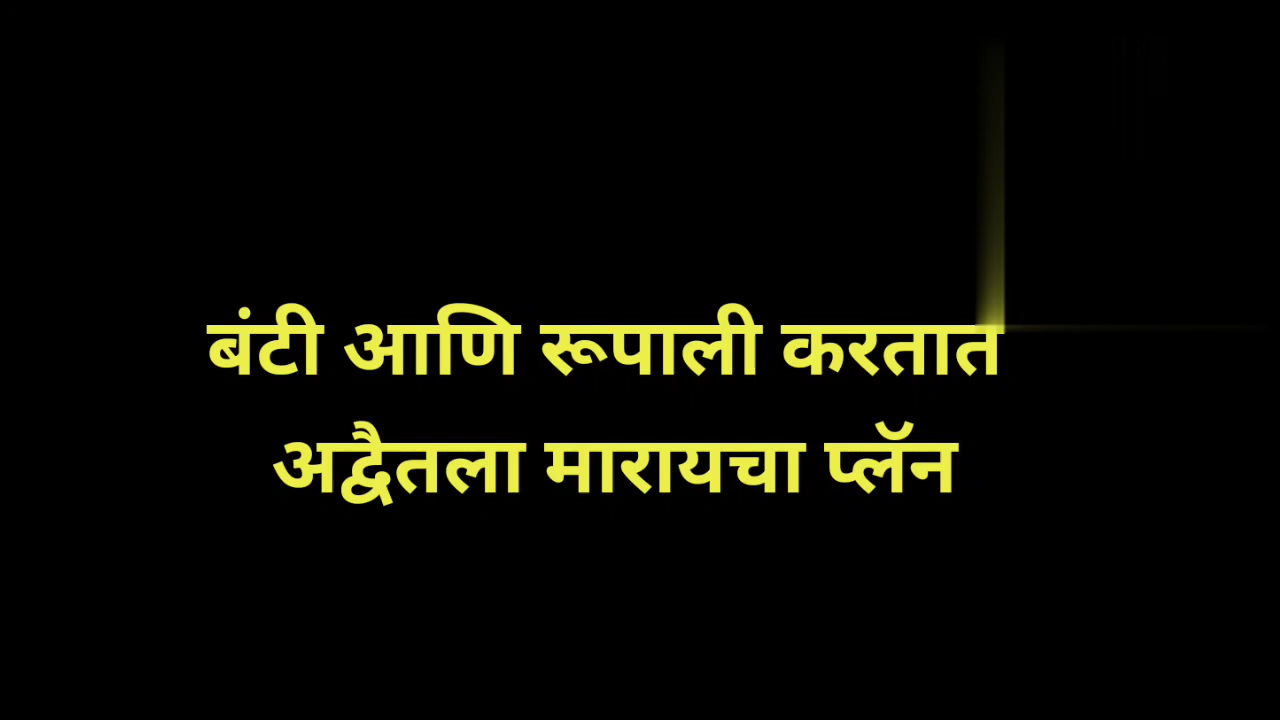 बंटी आणि रूपाली करतात
अद्वैतला मारायचा प्लॅन